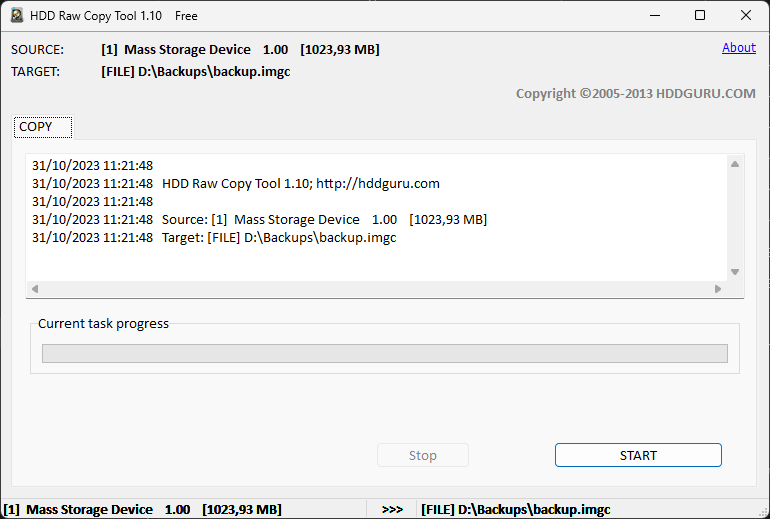 HDD Raw Copy Tool 1.10 Free
SOURCE: [1] Mass Storage Device 1.00 [1023,93 MB] About
TARGET: [FILE] D:\Backups\backup.imgc
Copyright ©2005-2013 HDDGURU.COM
COPY
31/10/2023 11:21:48
31/10/2023 11:21:48 HDD Raw Copy Tool 1.10; http://hddguru.com
31/10/2023 11:21:48
31/10/2023 11:21:48 Source: [1] Mass Storage Device 1.00 [1023,93 MB]
31/10/2023 11:21:48 Target: [FILE] D:\Backups\backup.imgc
Current task progress
Stop START
[1] Mass Storage Device 1.00 [1023,93 MB] >>> [FILE] D:\Backups\backup.imgc